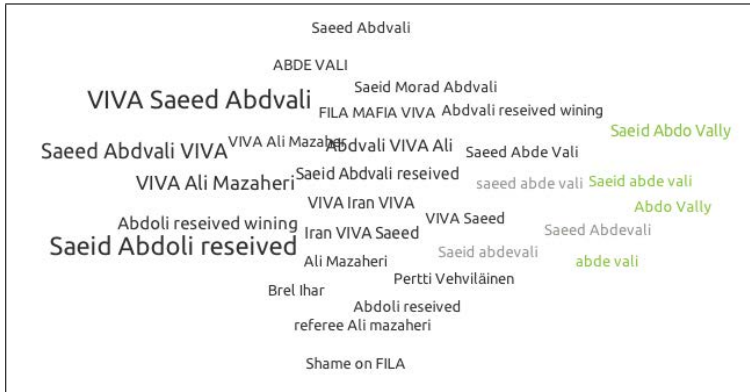 Saeed Abdvali
ABDE VALI
Saeid Morad Abdvali
VIVA Saeed Abdvali
FILA MAFIA VIVA
Abdvali reseived wining
Saeid Abdo Vally
VIVA Ali Mazaheri
Abdvali VIVA Ali
Saeed Abdvali VIVA
Saeed Abde Vali
Saeid Abdvali reseived
VIVA Ali Mazaheri
saeed abde vali
Saeid abde vali
VIVA Iran VIVA
Abdo Vally
VIVA Saeed
Abdoli reseived wining
Iran VIVA Saeed
Saeed Abdevali
Saeid Abdoli reseived
Saeid abdevali
Ali Mazaheri
abde vali
Pertti Vehviläinen
Brel Ihar
Abdoli reseived
referee Ali mazaheri
Shame on FILA